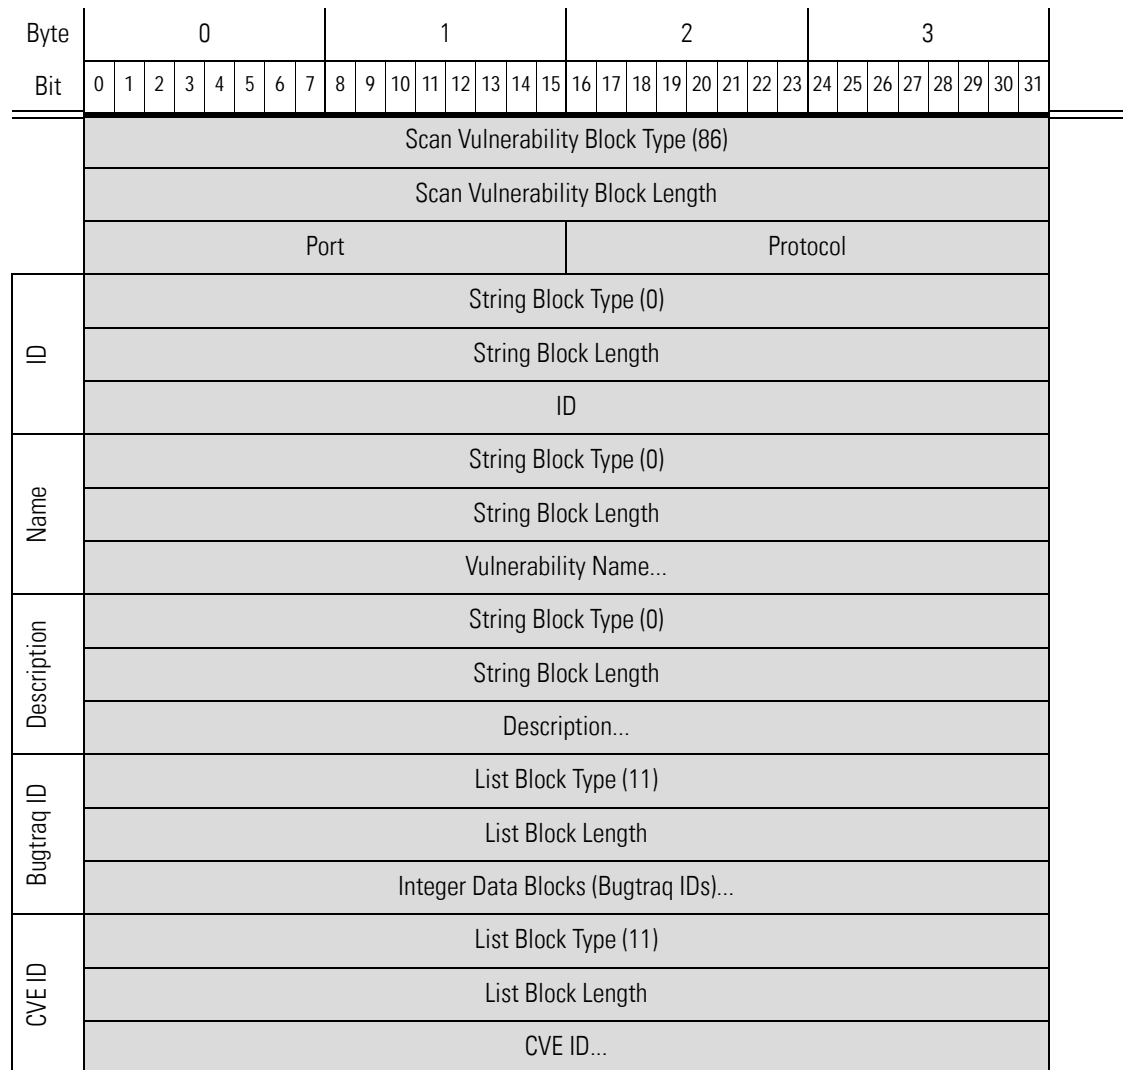 Byte 0 1 2 3
Bit 0 1 2 3 4 5 6 7 8 9 10 11 12 13 14 15 16 17 18 19 20 21 22 23 24 25 26 27 28 29 30 31
Scan Vulnerability Block Type (86)
Scan Vulnerability Block Length
Port Protocol
ID
String Block Type (0)
String Block Length
ID
Name
String Block Type (0)
String Block Length
Vulnerability Name...
Description
String Block Type (0)
String Block Length
Description...
Bugtraq ID
List Block Type (11)
List Block Length
Integer Data Blocks (Bugtraq IDs)...
CVE ID
List Block Type (11)
List Block Length
CVE ID...